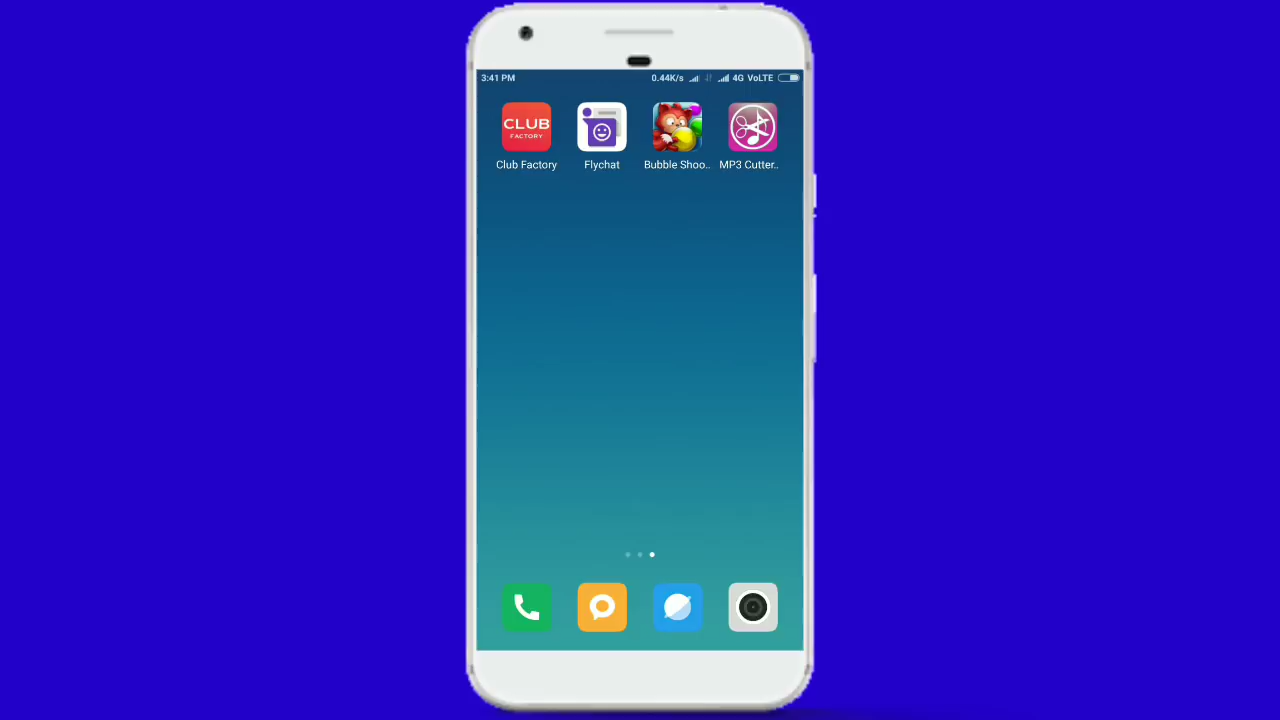 3:41 PM
0.44K/s 4G VoLTE
CLUB
FACTORY
Club Factory
Flychat
Bubble Shoo..
MP3 Cutter..